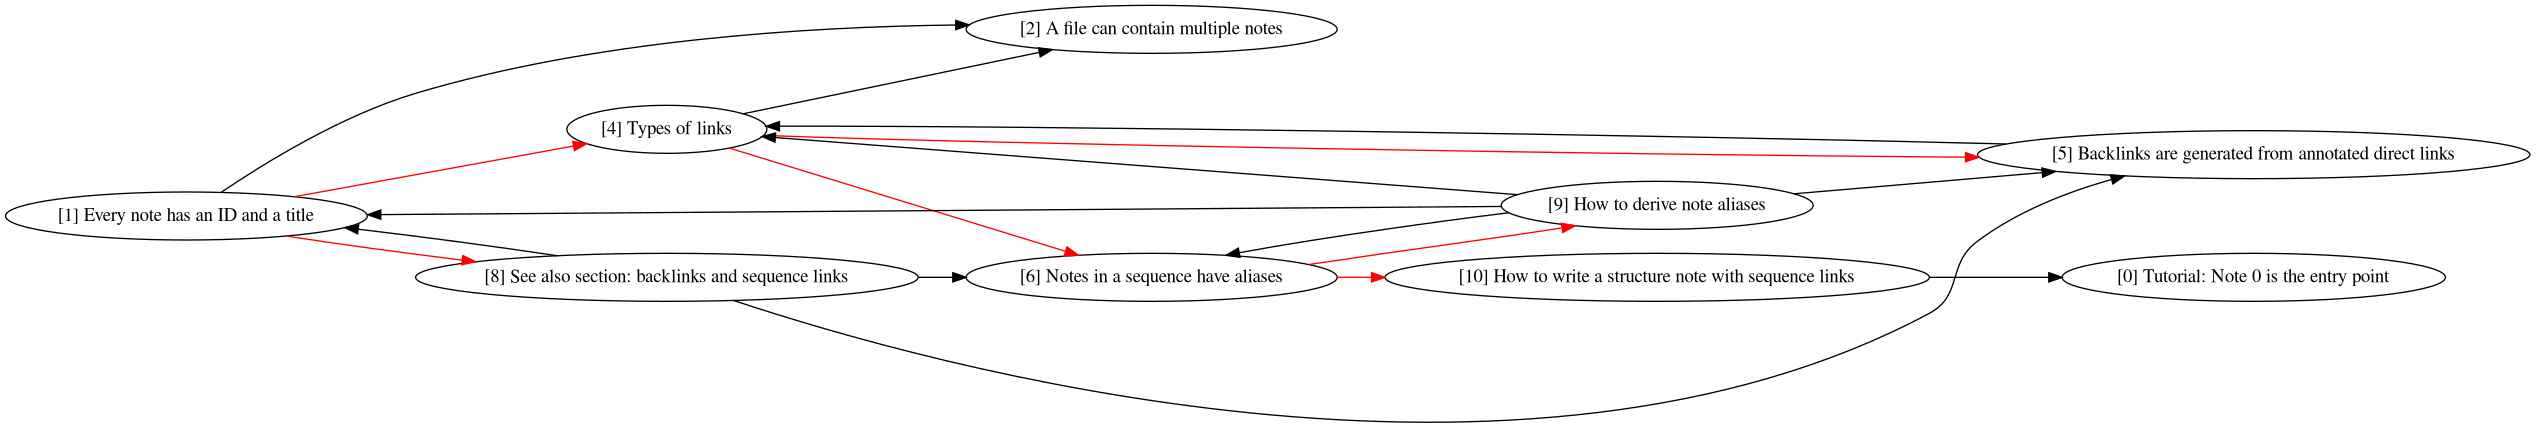 [2] A file can contain multiple notes
[4] Types of links
[5] Backlinks are generated from annotated direct links
[1] Every note has an ID and a title
[9] How to derive note aliases
[8] See also section: backlinks and sequence links
[6] Notes in a sequence have aliases
[10] How to write a structure note with sequence links
[0] Tutorial: Note 0 is the entry point